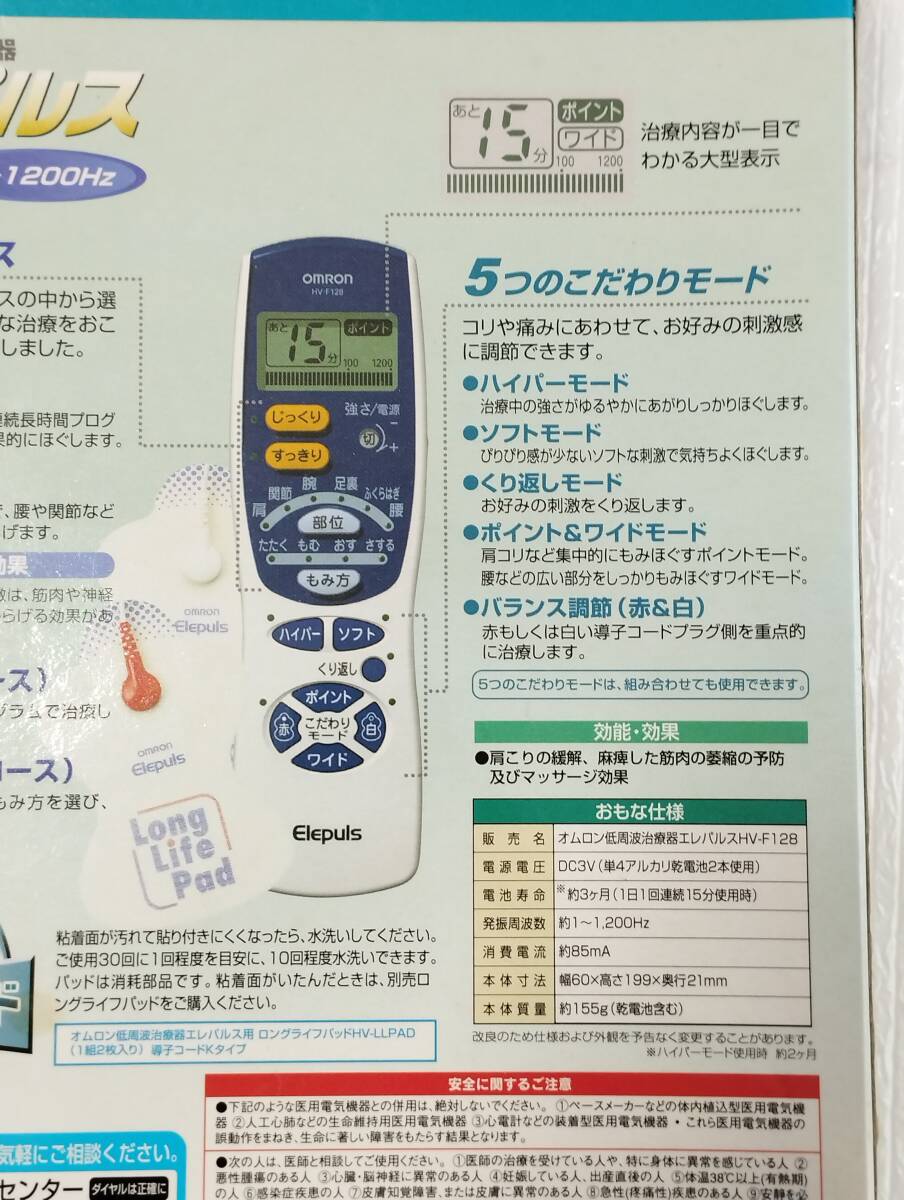 器
パルス
1200Hz
あと 15 分
ポイント
ワイド
100 1200
治療内容が一目で
わかる大型表示
ス
スの中から選
な治療をおこ
しました。
連続長時間プログ
果的にほぐします。
、腰や関節など
げます。
効果
激は、筋肉や神経
らげる効果があ
ース）
グラムで治療し
コース）
もみ方を選び、
OMRON
HV-F128
あと 15 分
ポイント
100 1200
じっくり
すっきり
強さ/電源
切
－
＋
肩 関節 腕 足裏 ふくらはぎ 腰
部位
たたく もむ おす さする
もみ方
ハイパー ソフト
くり返し
ポイント
赤 こだわりモード 白
ワイド
Elepuls
OMRON
Elepuls
OMRON
Elepuls
Long
Life
Pad
5つのこだわりモード
コリや痛みにあわせて、お好みの刺激感
に調節できます。
●ハイパーモード
治療中の強さがゆるやかにあがりしっかりほぐします。
●ソフトモード
ぴりぴり感が少ないソフトな刺激で気持ちよくほぐします。
●くり返しモード
お好みの刺激をくり返します。
●ポイント&ワイドモード
肩コリなど集中的にもみほぐすポイントモード。
腰などの広い部分をしっかりもみほぐすワイドモード。
●バランス調節（赤&白）
赤もしくは白い導子コードプラグ側を重点的
に治療します。
5つのこだわりモードは、組み合わせても使用できます。
効能・効果
●肩こりの緩解、麻痺した筋肉の萎縮の予防
及びマッサージ効果
おもな仕様
販売名 オムロン低周波治療器エレパルスHV-F128
電源電圧 DC3V（単4アルカリ乾電池2本使用）
電池寿命 ※約3ヶ月（1日1回連続15分使用時）
発振周波数 約1～1,200Hz
消費電流 約85mA
本体寸法 幅60×高さ199×奥行21mm
本体質量 約155g（乾電池含む）
改良のため仕様および外観を予告なく変更することがあります。
※ハイパーモード使用時 約2ヶ月
粘着面が汚れて貼り付きにくくなったら、水洗いしてください。
ご使用30回に1回程度を目安に、10回程度水洗いできます。
パッドは消耗部品です。粘着面がいたんだときは、別売ロ
ングライフパッドをご購入ください。
オムロン低周波治療器エレパルス用 ロングライフパッドHV-LLPAD
（1組2枚入り）導子コードKタイプ
ド
安全に関するご注意
●下記のような医用電気機器との併用は、絶対しないでください。①ペースメーカーなどの体内植込型医用電気機
器 ②人工心肺などの生命維持用医用電気機器 ③心電計などの装着型医用電気機器・これら医用電気機器の
誤動作をまねき、生命に著しい障害をもたらす結果となります。
●次の人は、医師と相談してご使用ください。①医師の治療を受けている人や、特に身体に異常を感じている人 ②
悪性腫瘍のある人 ③心臓・脳神経に異常のある人 ④妊娠している人、出産直後の人 ⑤体温38℃以上（有熱期）
の人 ⑥感染症疾患の人 ⑦皮膚知覚障害、または皮膚に異常のある人 ⑧急性（疼痛性）疾患のある人 ⑨安静を必
気軽にご相談ください。
センター ダイヤルは正確に